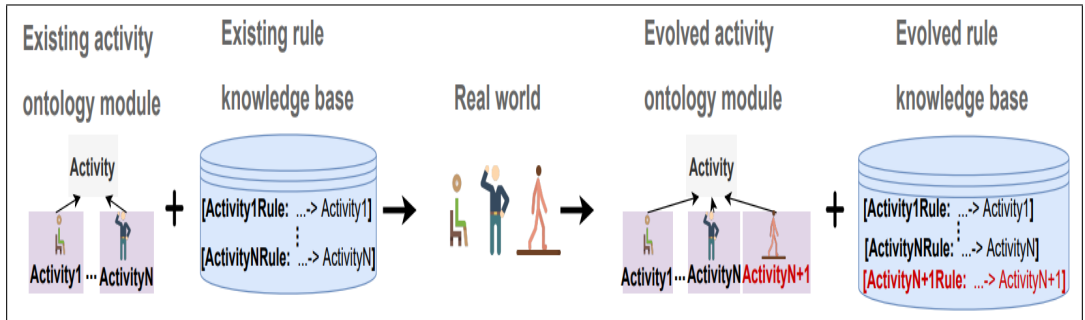 Existing activity
ontology module
Activity
Activity1 ... ActivityN
+
Existing rule
knowledge base
[Activity1Rule: ...-> Activity1]
⋮
[ActivityNRule: ...-> ActivityN]
Real world
Evolved activity
ontology module
Activity
Activity1 ... ActivityN ActivityN+1
+
Evolved rule
knowledge base
[Activity1Rule: ...-> Activity1]
⋮
[ActivityNRule: ...-> ActivityN]
[ActivityN+1Rule: ...-> ActivityN+1]